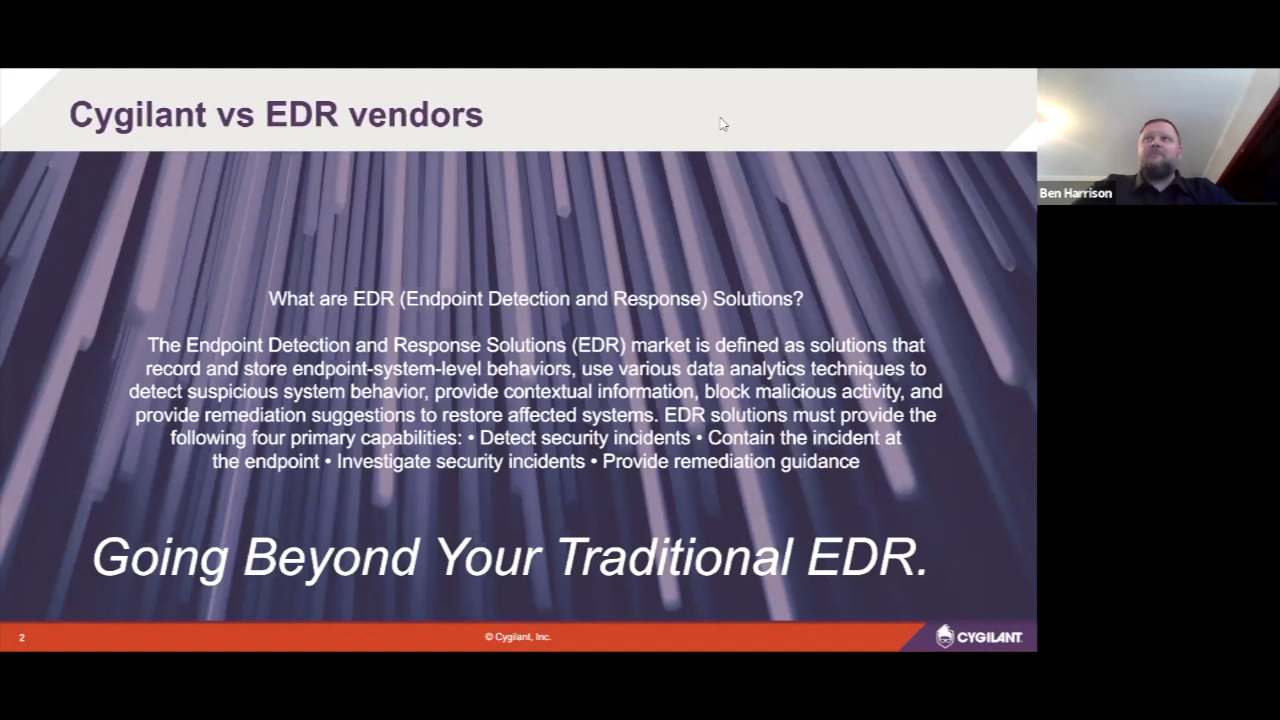 Cygilant vs EDR vendors
Ben Harrison
What are EDR (Endpoint Detection and Response) Solutions?
The Endpoint Detection and Response Solutions (EDR) market is defined as solutions that
record and store endpoint-system-level behaviors, use various data analytics techniques to
detect suspicious system behavior, provide contextual information, block malicious activity, and
provide remediation suggestions to restore affected systems. EDR solutions must provide the
following four primary capabilities: • Detect security incidents • Contain the incident at
the endpoint • Investigate security incidents • Provide remediation guidance
Going Beyond Your Traditional EDR.
2
© Cygilant, Inc.
CYGILANT